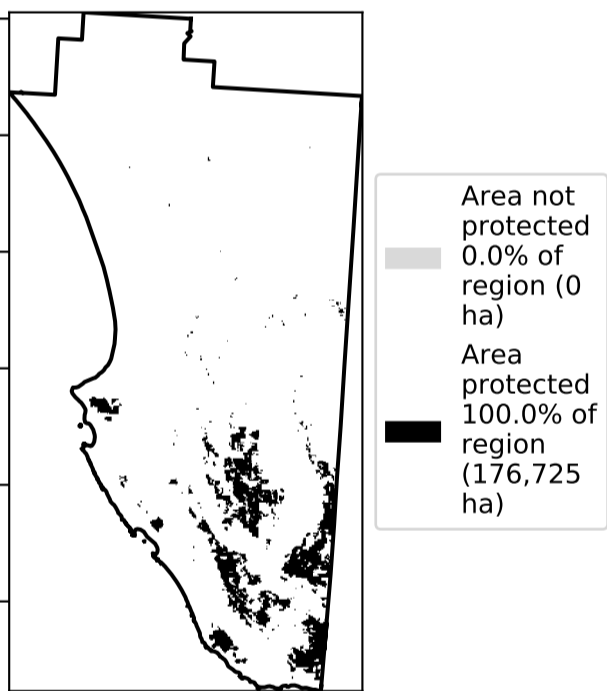 Area not
protected
0.0% of
region (0
ha)
Area
protected
100.0% of
region
(176,725
ha)